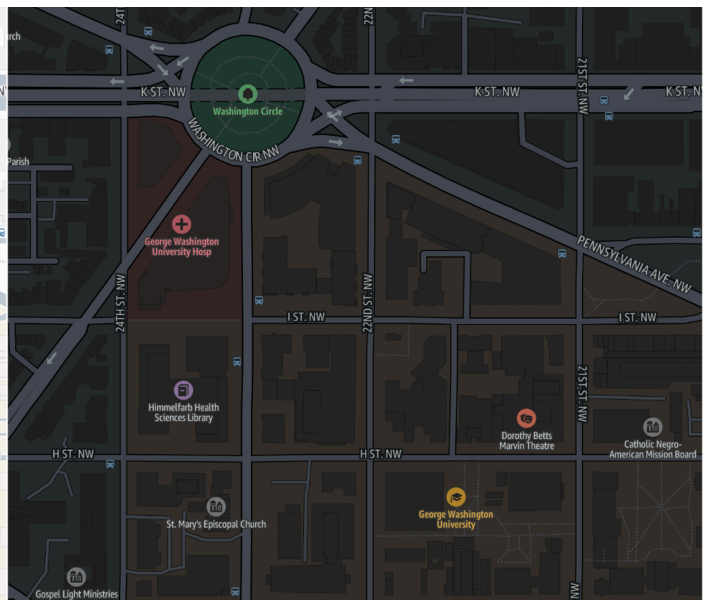 24T
22N
rch
21ST ST. NW
K ST. NW
K ST. NW
K ST. N
Washington Circle
WASHINGTON CIR NW
Parish
George Washington
University Hosp
PENNSYLVANIA AVE. NW
24TH ST. NW
22ND ST. NW
I ST. NW
I ST. NW
21ST ST. NW
Himmelfarb Health
Sciences Library
Dorothy Betts
Marvin Theatre
Catholic Negro-
American Mission Board
H ST. NW
H ST. NW
George Washington
University
St. Mary's Episcopal Church
Gospel Light Ministries
NW